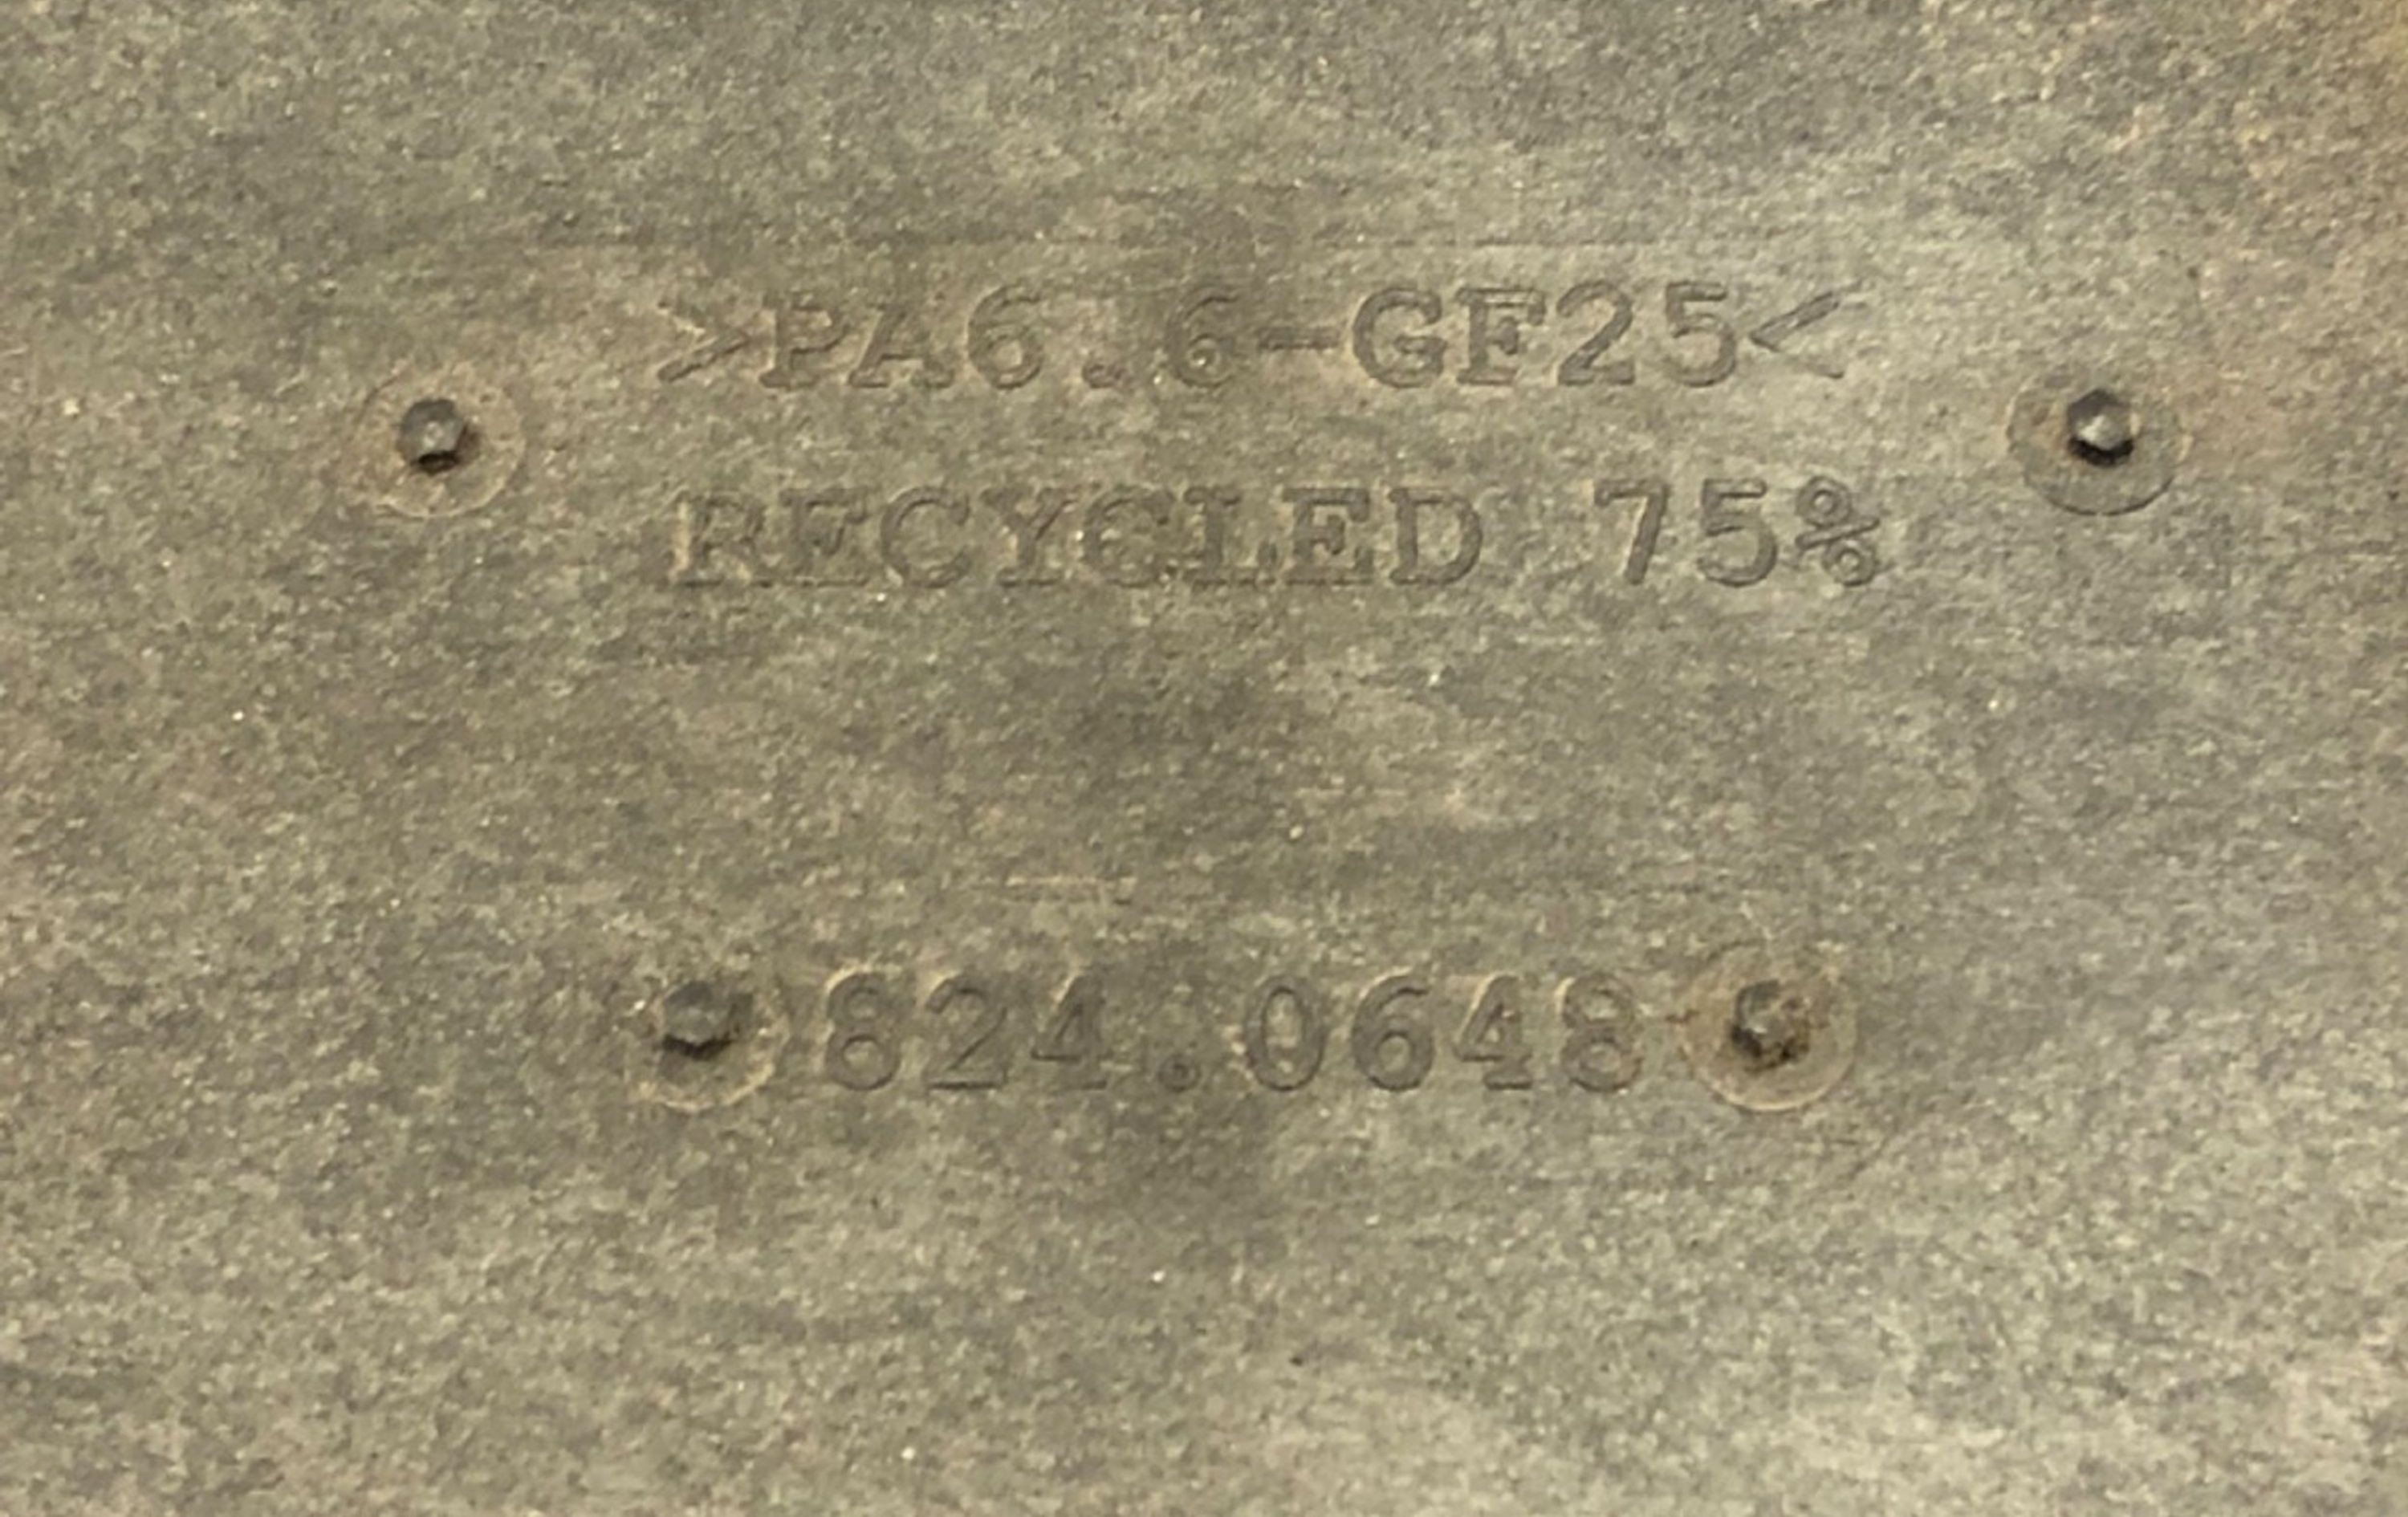 >PA6.6-GF25<
RECYCLED 75%
824.0648